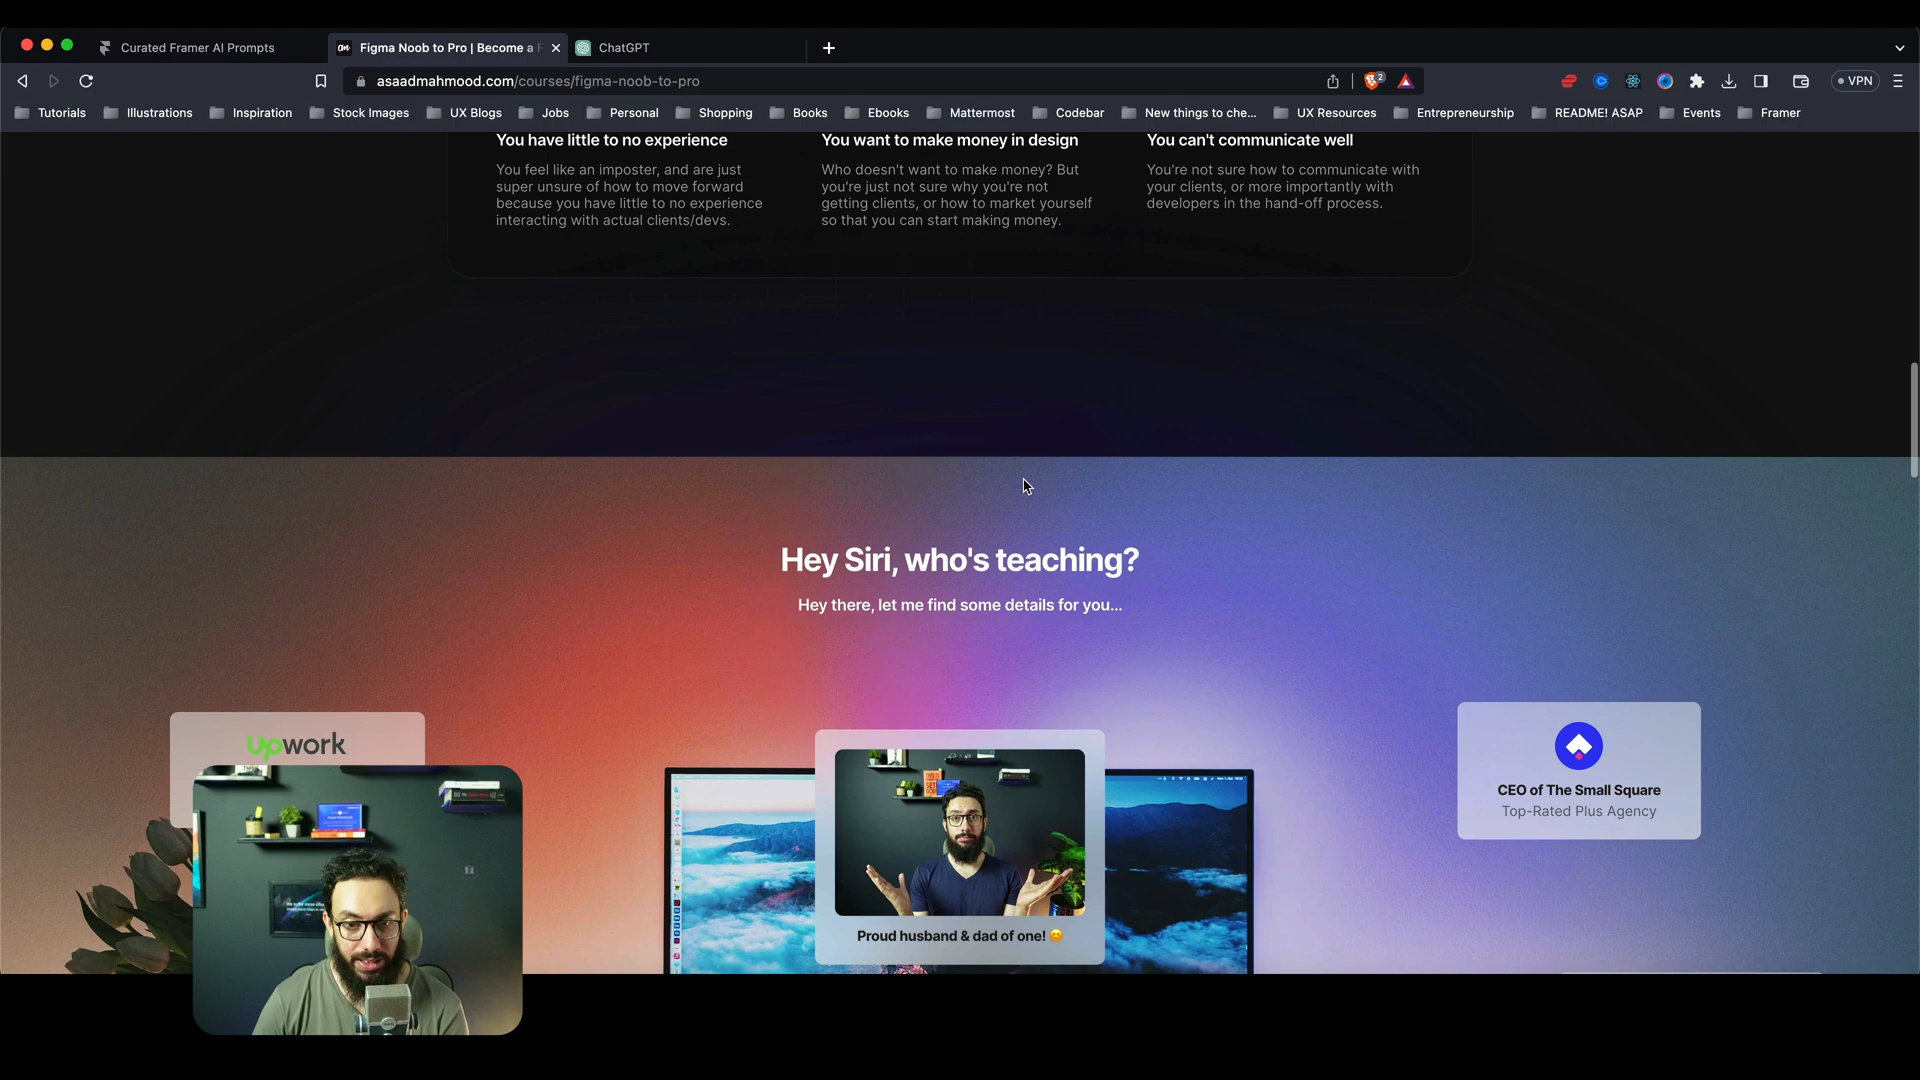 Curated Framer AI Prompts
Figma Noob to Pro | Become a F
ChatGPT
asaadmahmood.com/courses/figma-noob-to-pro
2
VPN
Tutorials
Illustrations
Inspiration
Stock Images
UX Blogs
Jobs
Personal
Shopping
Books
Ebooks
Mattermost
Codebar
New things to che...
UX Resources
Entrepreneurship
README! ASAP
Events
Framer
You have little to no experience
You feel like an imposter, and are just
super unsure of how to move forward
because you have little to no experience
interacting with actual clients/devs.
You want to make money in design
Who doesn't want to make money? But
you're just not sure why you're not
getting clients, or how to market yourself
so that you can start making money.
You can't communicate well
You're not sure how to communicate with
your clients, or more importantly with
developers in the hand-off process.
Hey Siri, who's teaching?
Hey there, let me find some details for you...
upwork
CEO of The Small Square
Top-Rated Plus Agency
Proud husband & dad of one! 😊